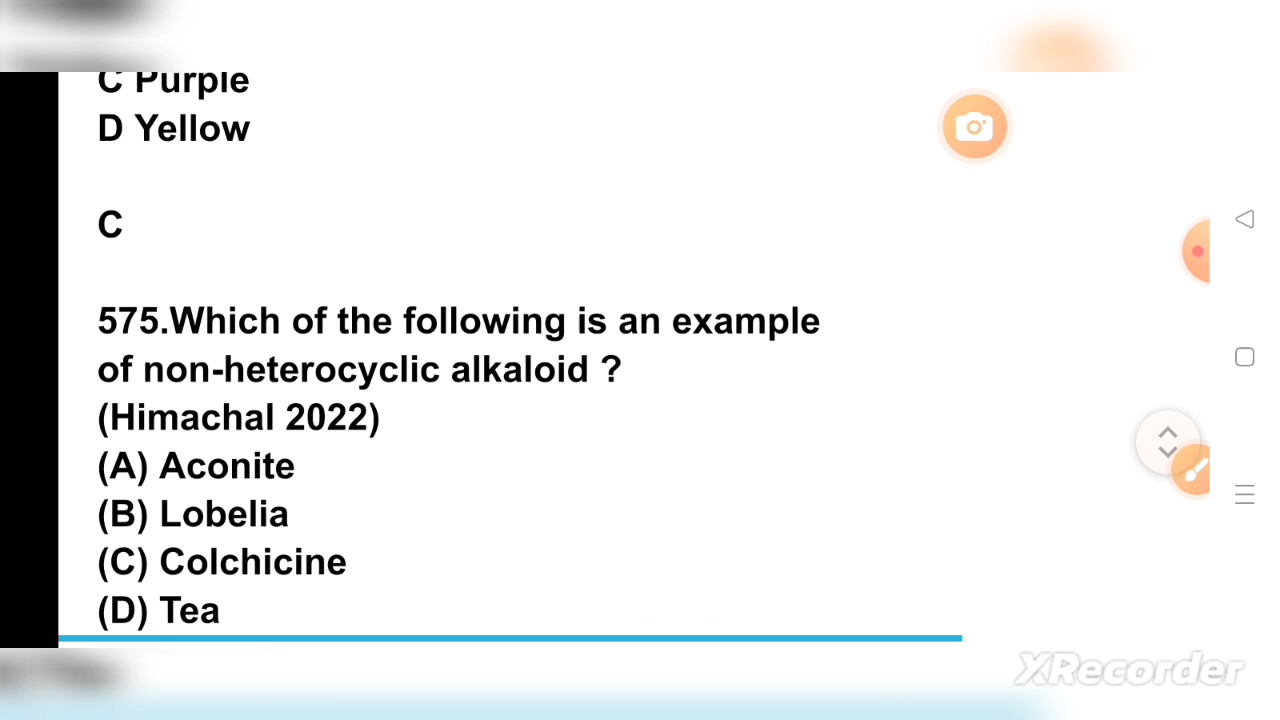 C Purple
D Yellow
C
575.Which of the following is an example
of non-heterocyclic alkaloid ?
(Himachal 2022)
(A) Aconite
(B) Lobelia
(C) Colchicine
(D) Tea
XRecorder